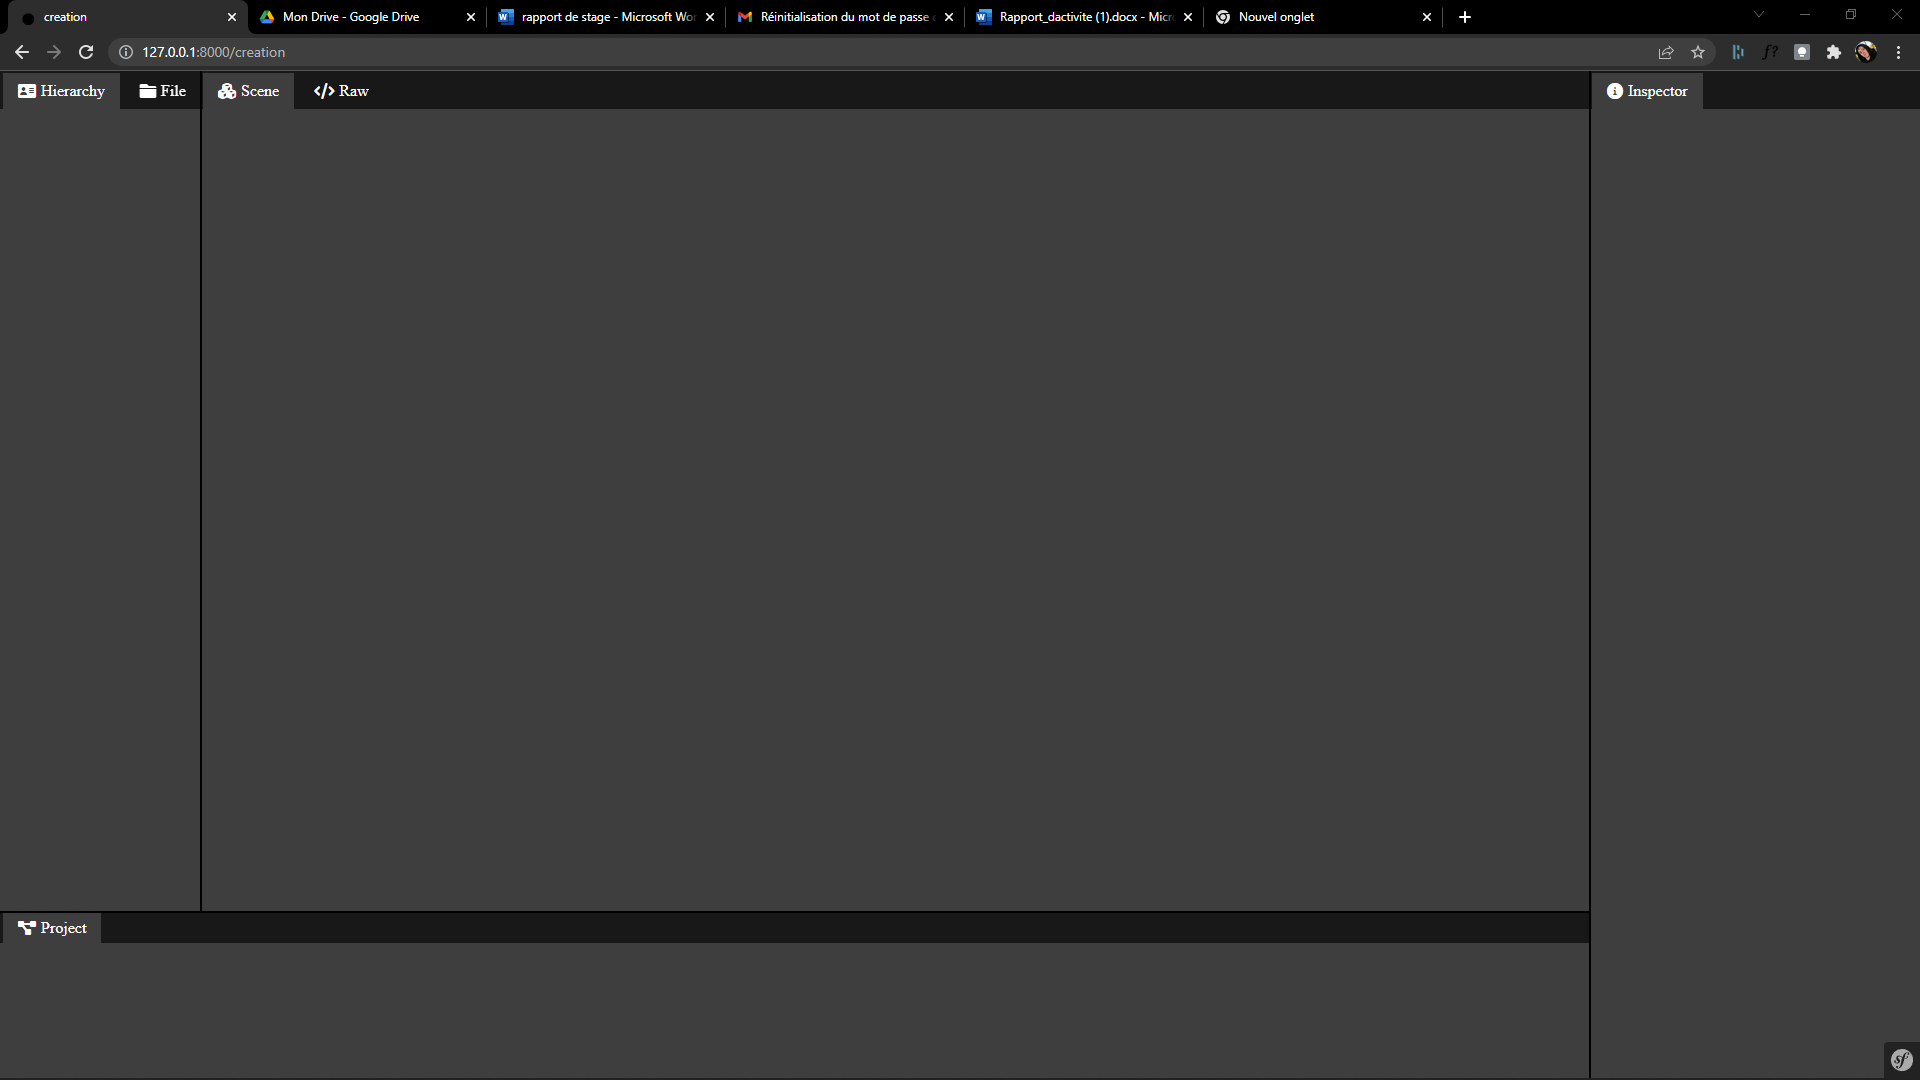 creation
Mon Drive - Google Drive
rapport de stage - Microsoft Wor
Réinitialisation du mot de passe
Rapport_dactivite (1).docx - Micr
Nouvel onglet
127.0.0.1:8000/creation
f?
Hierarchy
File
Scene
</> Raw
Inspector
Project
sf